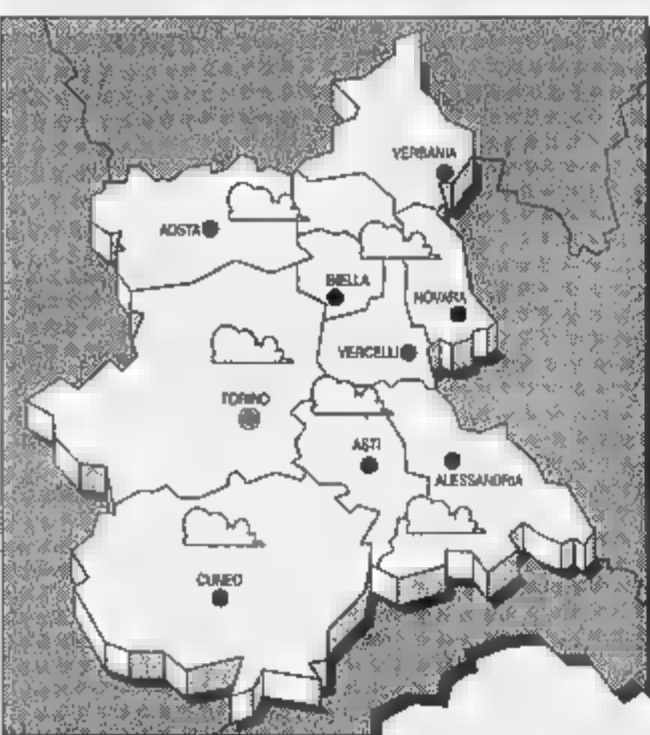 VERBANIA
AOSTA
BIELLA
NOVARA
VERCELLI
TORINO
ASTI
ALESSANDRIA
CUNEO